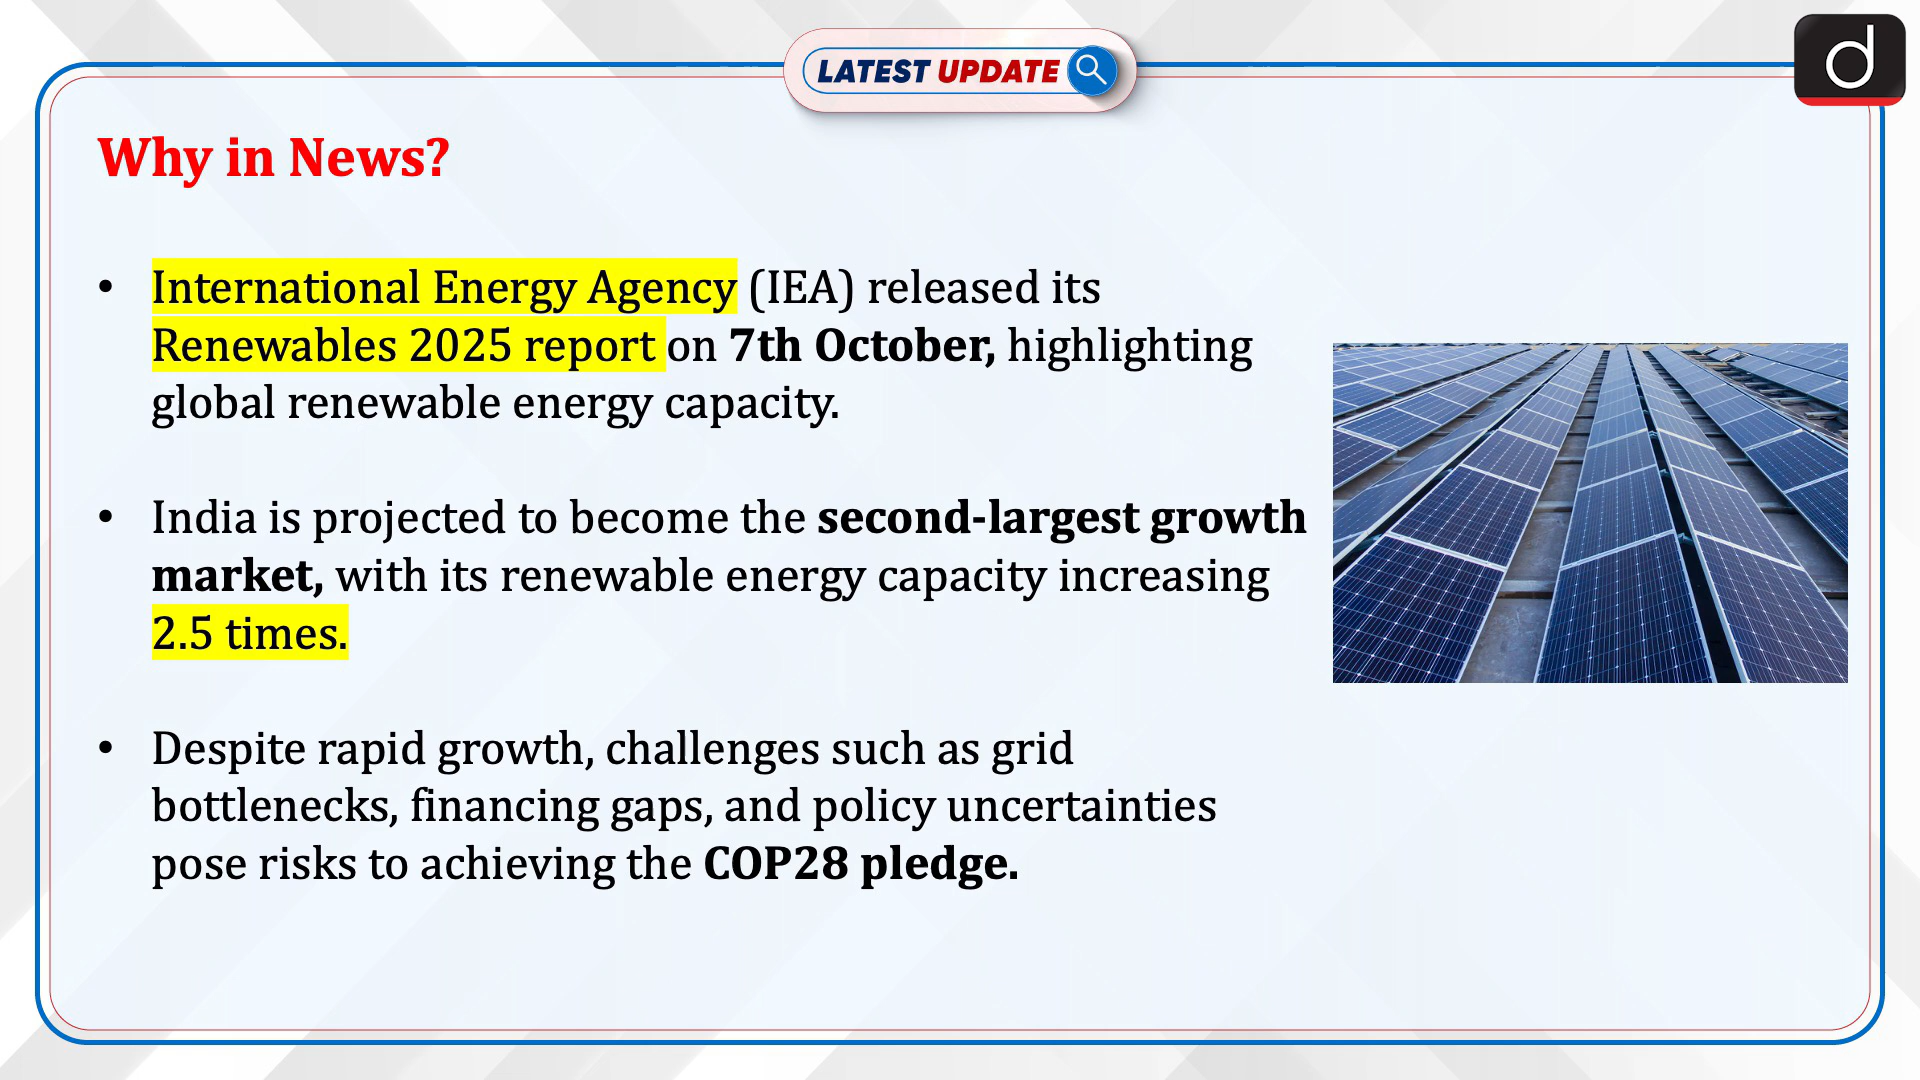 LATEST UPDATE
d
Why in News?
• International Energy Agency (IEA) released its
Renewables 2025 report on 7th October, highlighting
global renewable energy capacity.
• India is projected to become the second-largest growth
market, with its renewable energy capacity increasing
2.5 times.
• Despite rapid growth, challenges such as grid
bottlenecks, financing gaps, and policy uncertainties
pose risks to achieving the COP28 pledge.